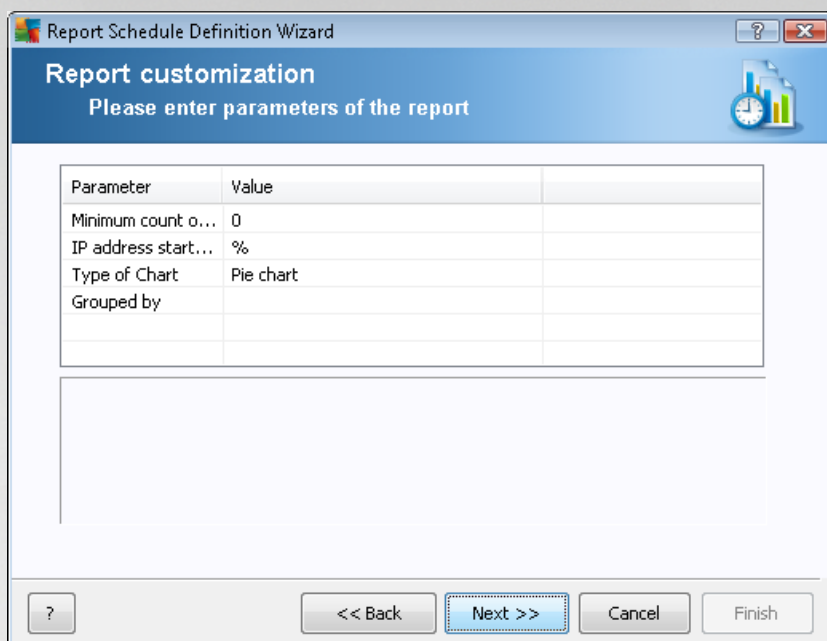 Report Schedule Definition Wizard
?
Report customization
Please enter parameters of the report
Parameter Value
Minimum count o... 0
IP address start... %
Type of Chart Pie chart
Grouped by
? << Back Next >> Cancel Finish